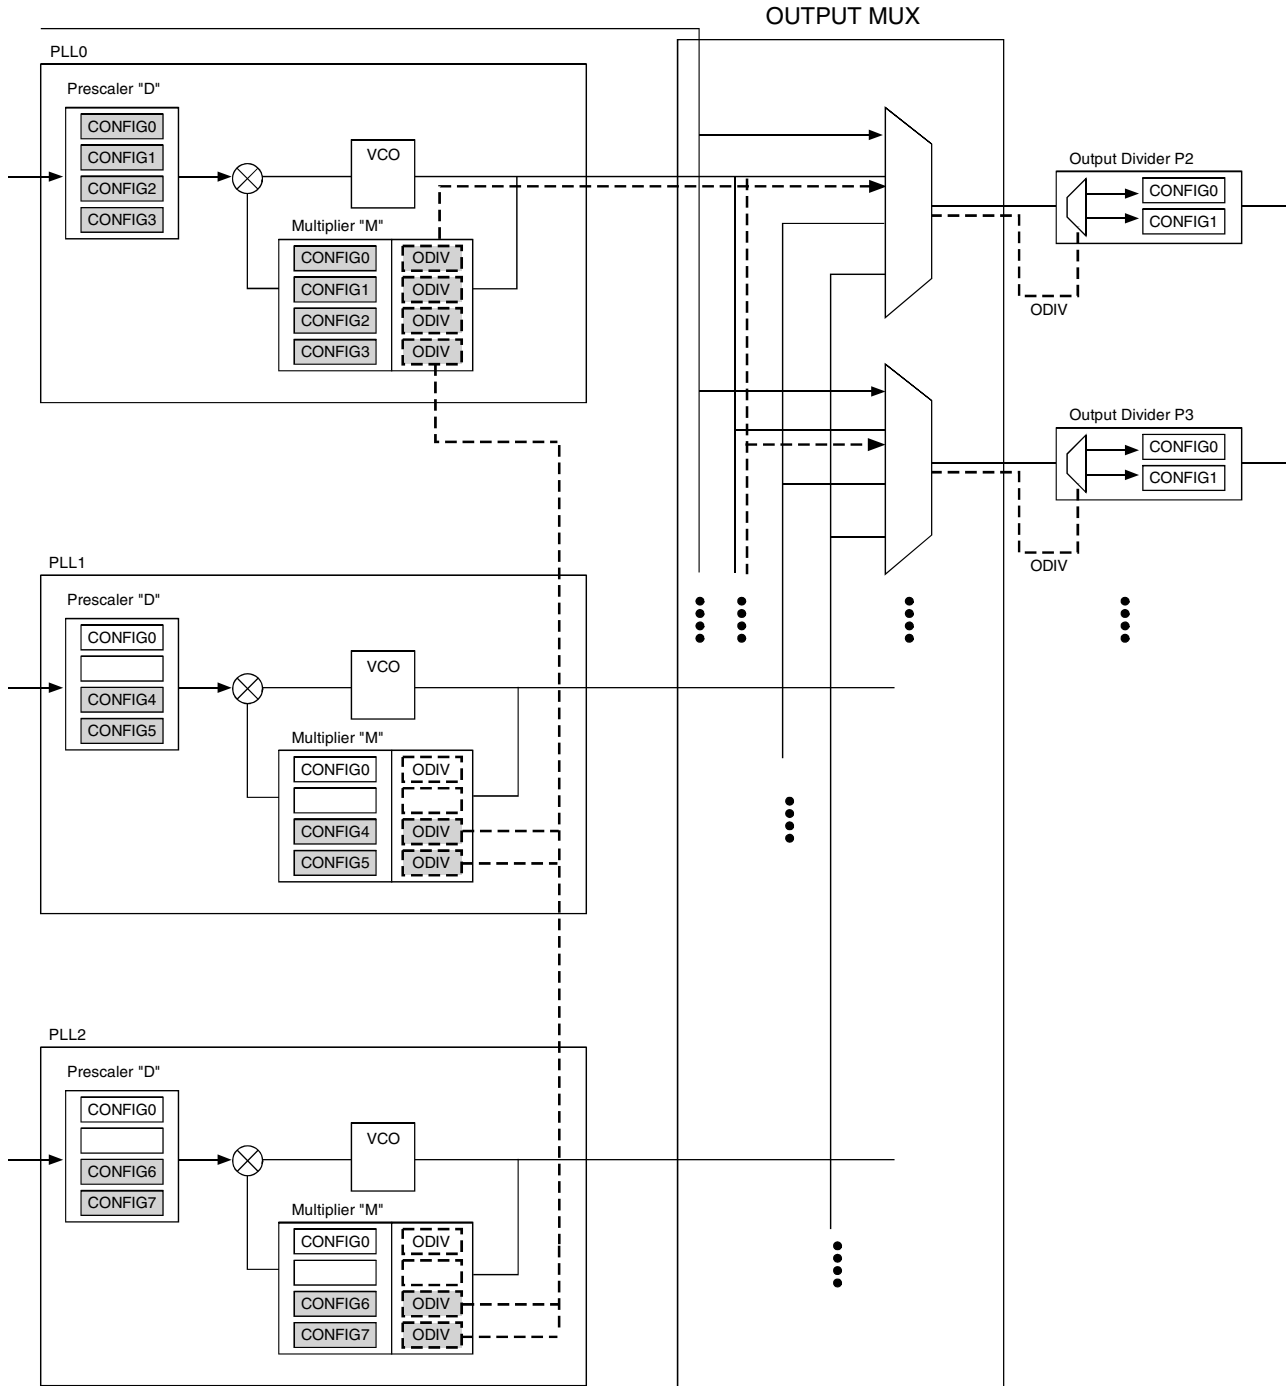 OUTPUT MUX
PLL0
Prescaler "D"
CONFIG0
CONFIG1
CONFIG2
CONFIG3
VCO
Multiplier "M"
CONFIG0 ODIV
CONFIG1 ODIV
CONFIG2 ODIV
CONFIG3 ODIV
Output Divider P2
CONFIG0
CONFIG1
ODIV
Output Divider P3
CONFIG0
CONFIG1
ODIV
PLL1
Prescaler "D"
CONFIG0
CONFIG4
CONFIG5
VCO
Multiplier "M"
CONFIG0 ODIV
CONFIG4 ODIV
CONFIG5 ODIV
PLL2
Prescaler "D"
CONFIG0
CONFIG6
CONFIG7
VCO
Multiplier "M"
CONFIG0 ODIV
CONFIG6 ODIV
CONFIG7 ODIV